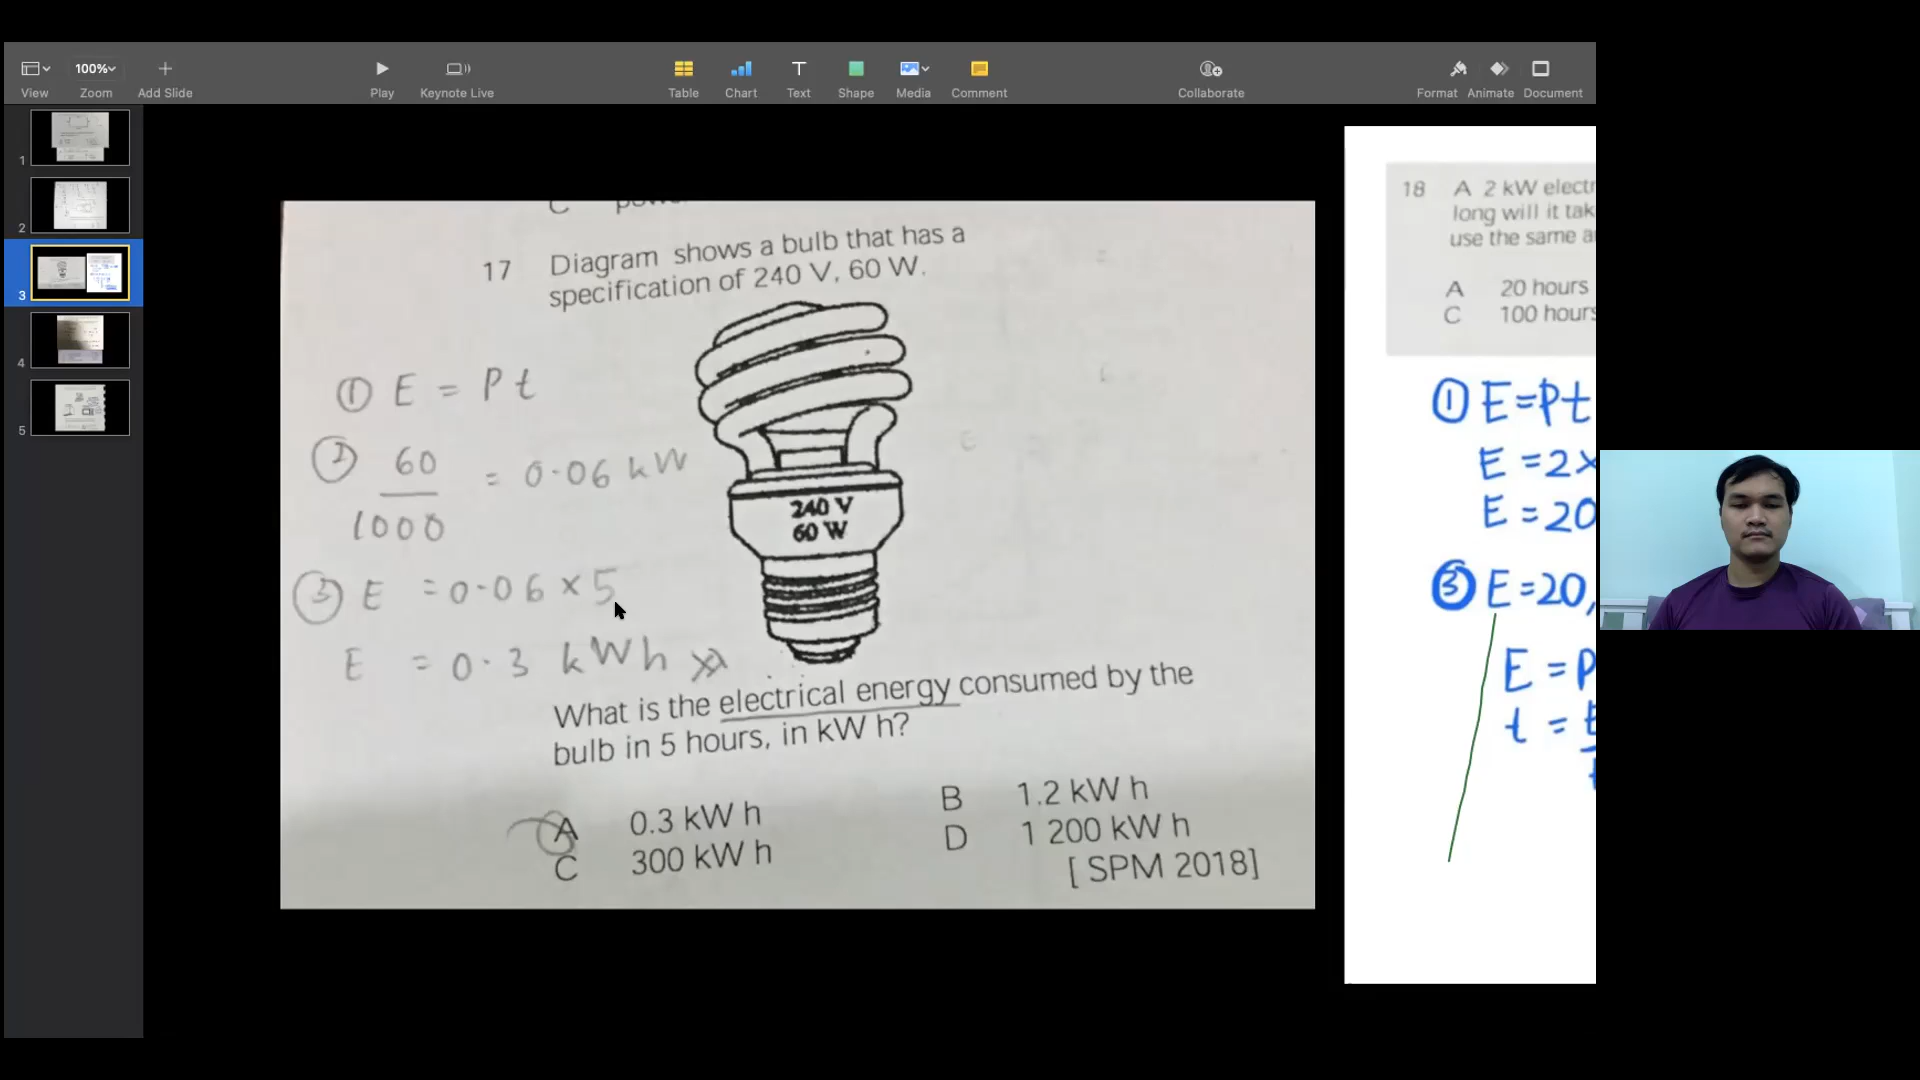 View
100%
Zoom
Add Slide
Play
Keynote Live
Table
Chart
T
Text
Shape
Media
Comment
Collaborate
Format
Animate
Document
1
2
3
4
5
17 Diagram shows a bulb that has a
specification of 240 V, 60 W.
① E = Pt
② 60
1000
= 0.06 kW
③ E = 0.06 × 5
E = 0.3 kWh
240 V
60 W
What is the electrical energy consumed by the
bulb in 5 hours, in kW h?
A 0.3 kW h B 1.2 kW h
C 300 kW h D 1 200 kW h
[ SPM 2018]
18 A 2 kW
long will it
use the same
A 20 hours
C 100 hours
① E=Pt
E =2×
E =20
③ E=20,
E =P
t =